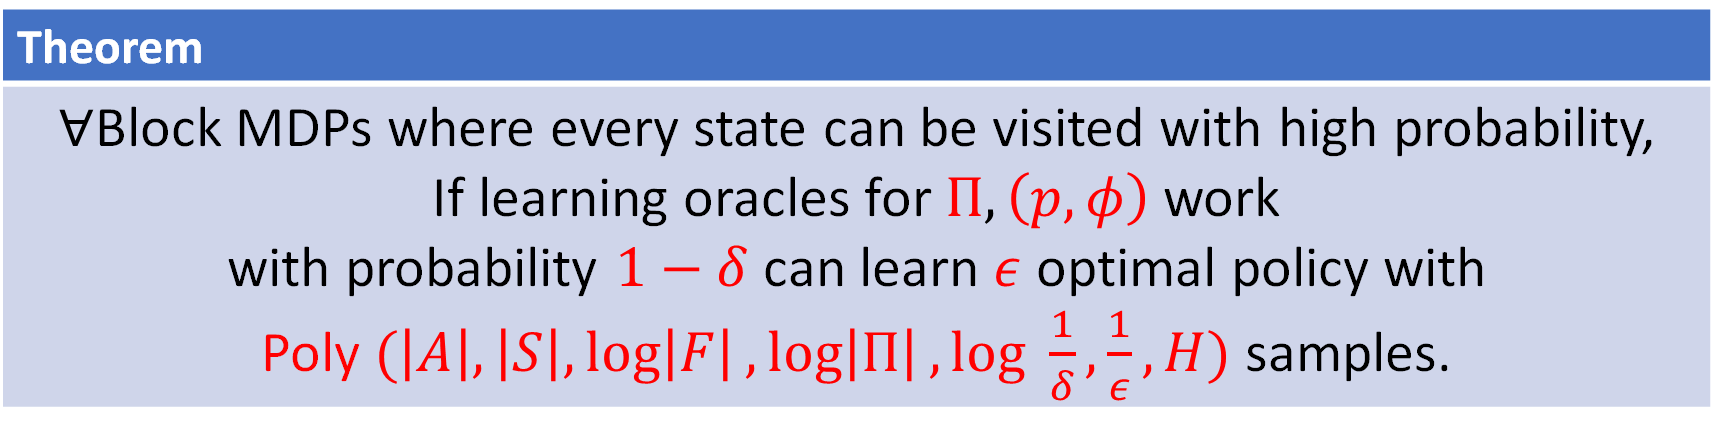 Theorem
∀Block MDPs where every state can be visited with high probability,
If learning oracles for Π, (p, ϕ) work
with probability 1 − δ can learn ϵ optimal policy with
Poly (|A|, |S|, log|F| , log|Π| , log 1/δ, 1/ϵ, H) samples.